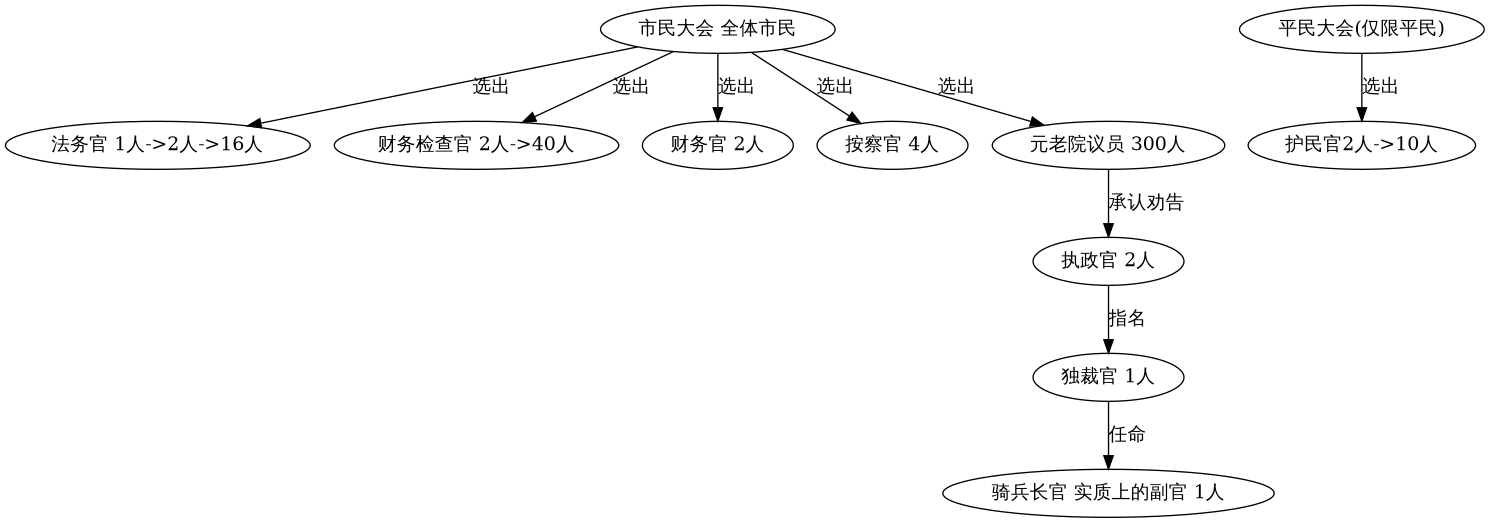 市民大会 全体市民
平民大会(仅限平民)
选出
选出
选出
选出
选出
选出
法务官 1人->2人->16人
财务检查官 2人->40人
财务官 2人
按察官 4人
元老院议员 300人
护民官2人->10人
承认劝告
执政官 2人
指名
独裁官 1人
任命
骑兵长官 实质上的副官 1人